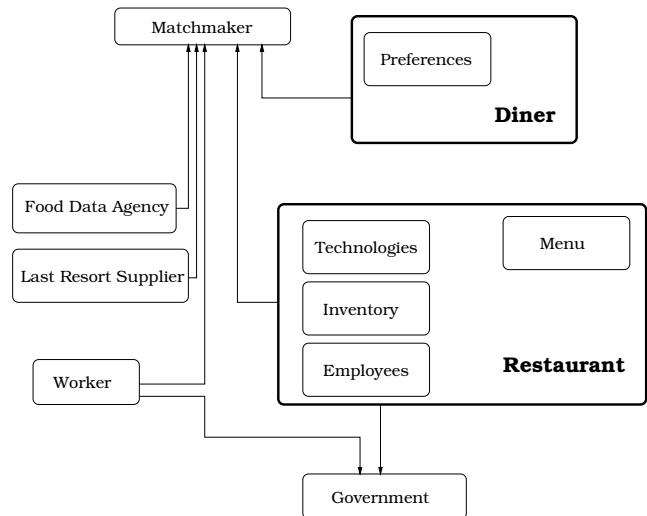 Matchmaker
Preferences
Diner
Food Data Agency
Last Resort Supplier
Technologies
Menu
Inventory
Employees
Restaurant
Worker
Government